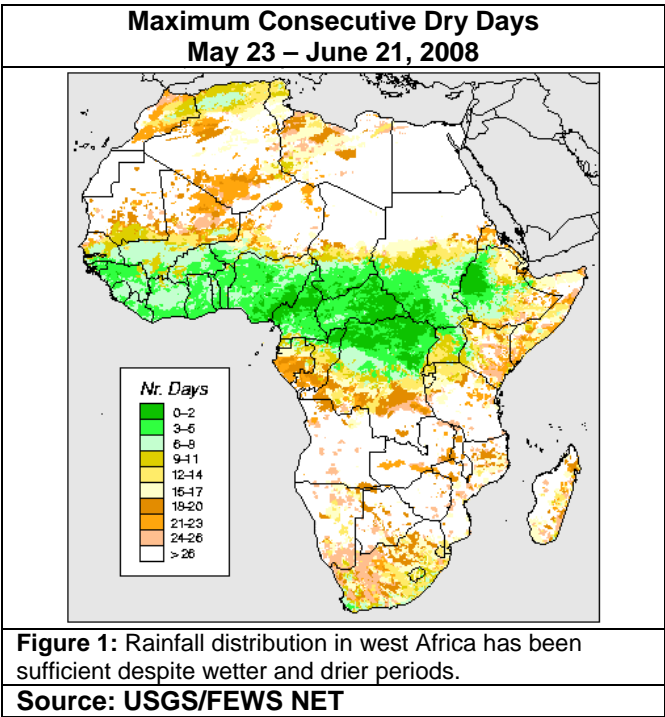 Maximum Consecutive Dry Days
May 23 – June 21, 2008
Nr. Days
0–2
3–5
6–8
9–11
12–14
15–17
18–20
21–23
24–26
> 26
Figure 1: Rainfall distribution in west Africa has been
sufficient despite wetter and drier periods.
Source: USGS/FEWS NET